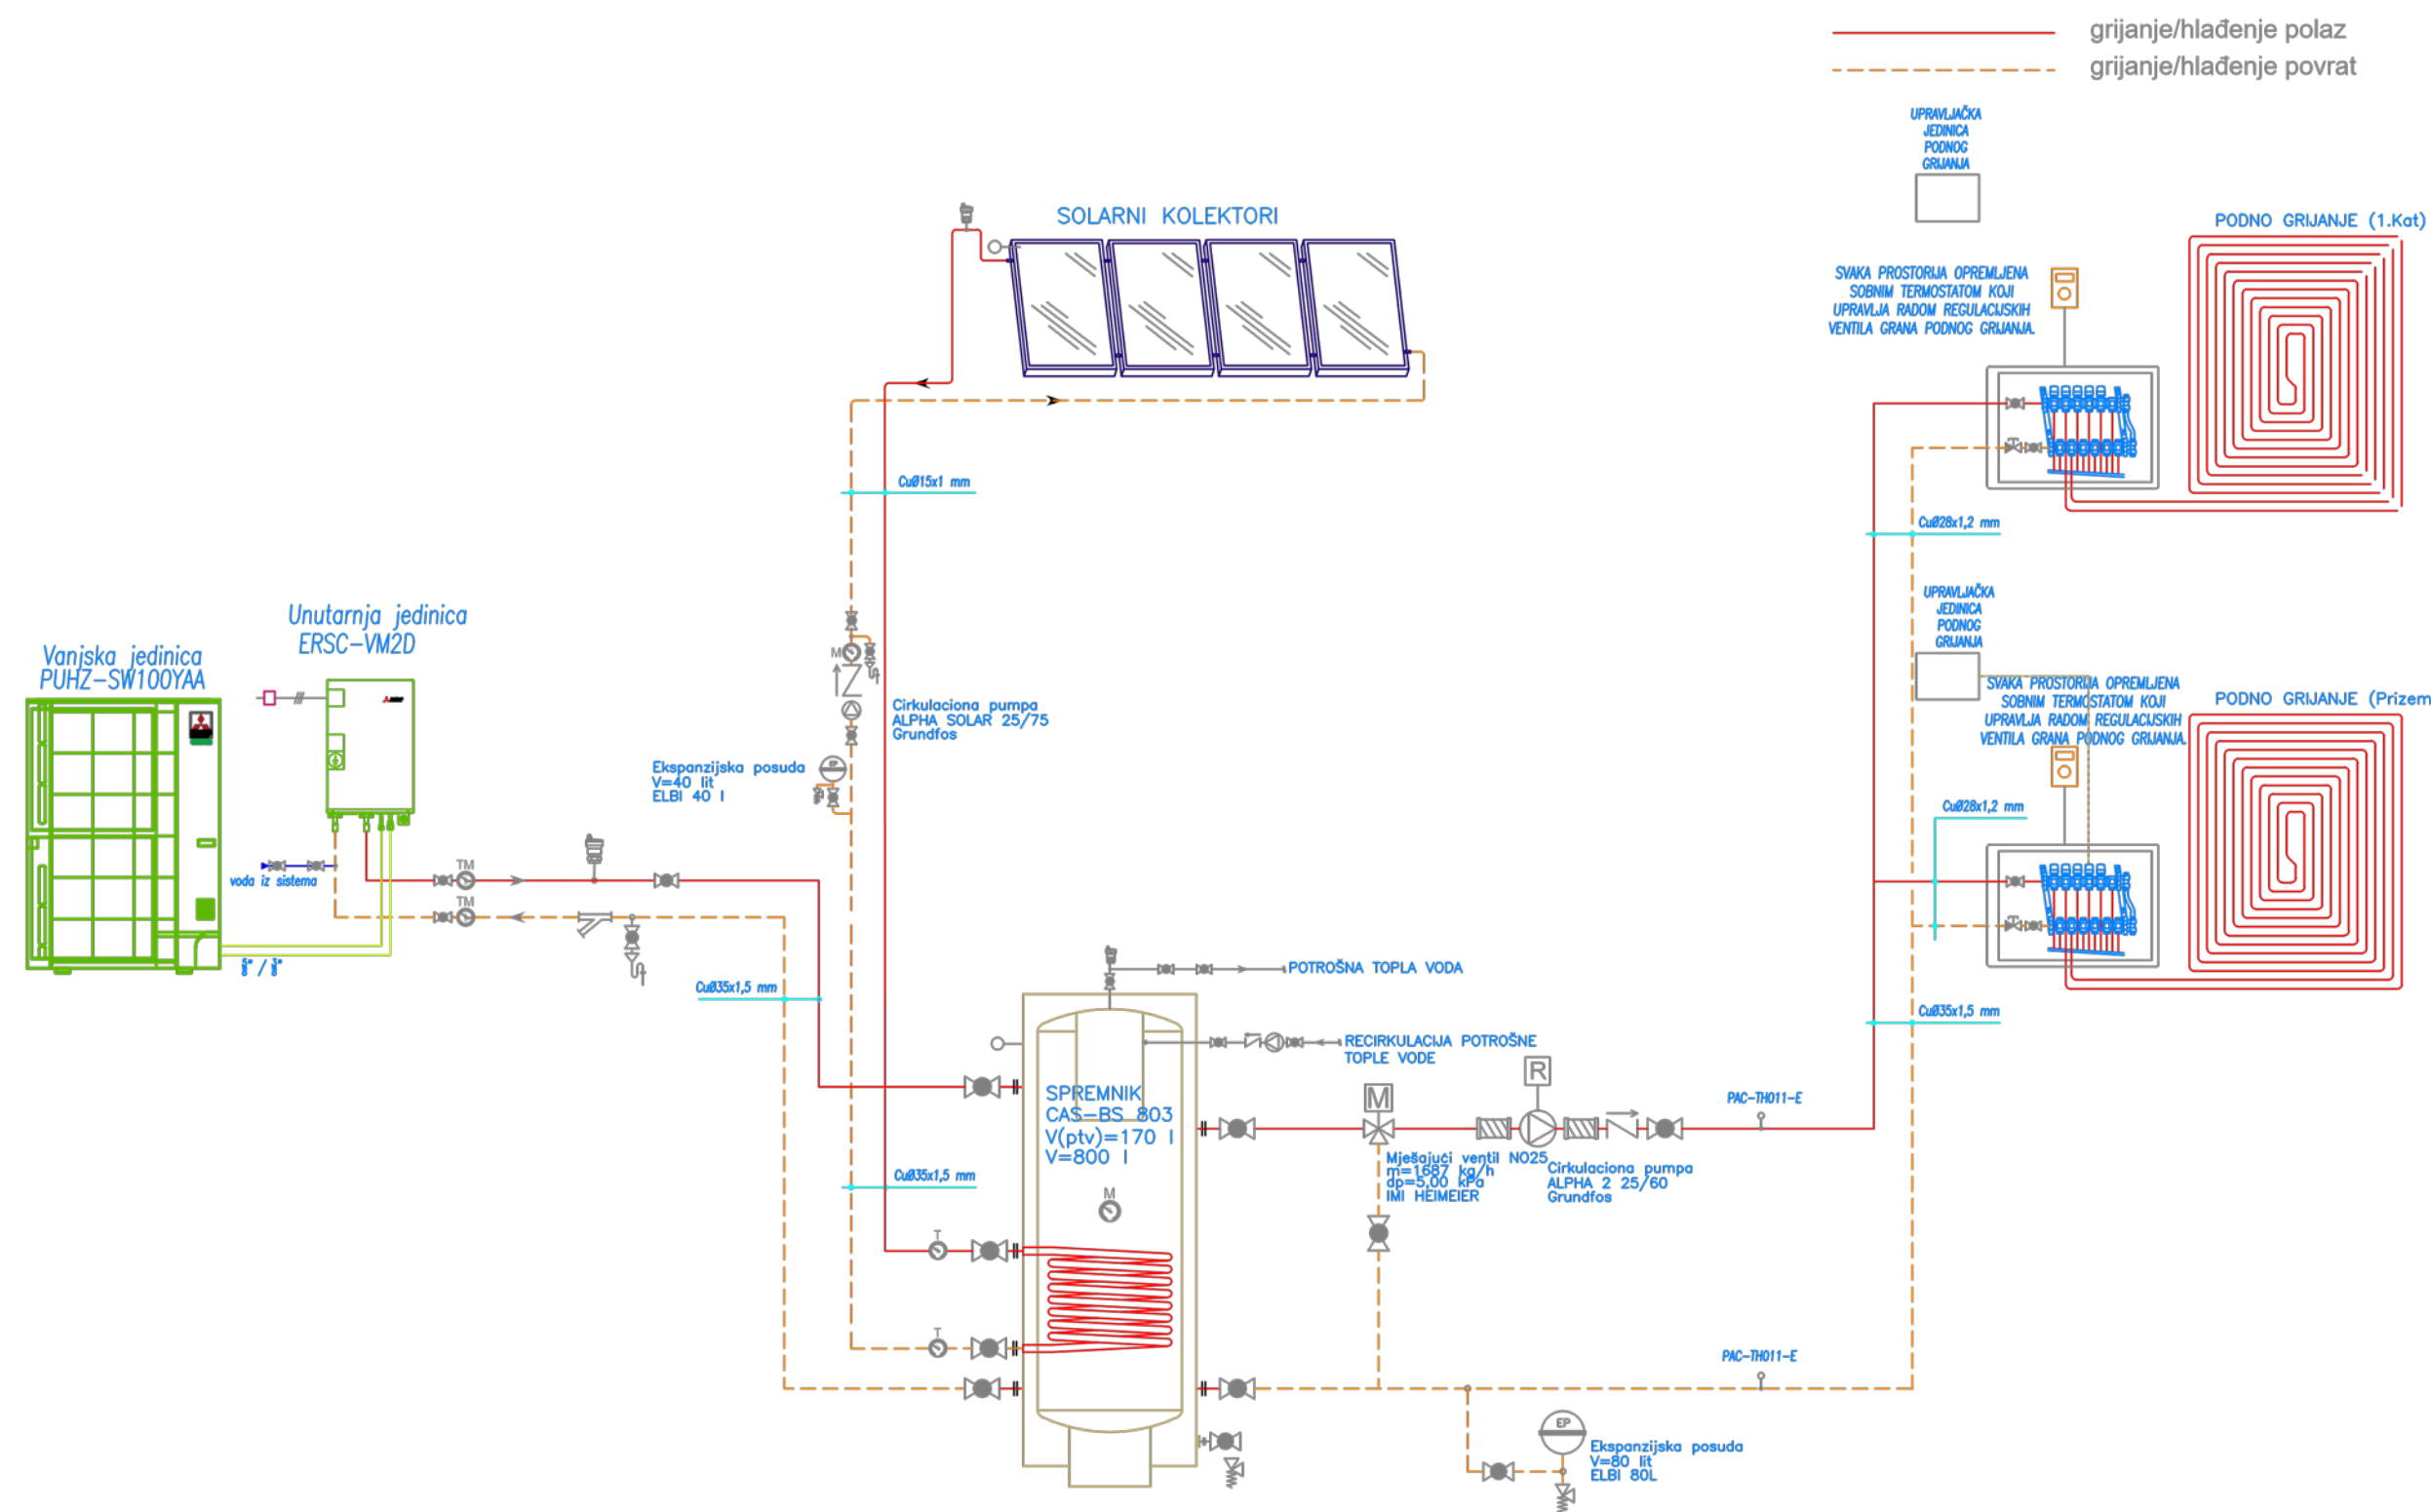 grijanje/hlađenje polaz
grijanje/hlađenje povrat
UPRAVLJAČKA
JEDINICA
PODNOG
GRIJANJA
SOLARNI KOLEKTORI
PODNO GRIJANJE (1.Kat)
SVAKA PROSTORIJA OPREMLJENA
SOBNIM TERMOSTATOM KOJI
UPRAVLJA RADOM REGULACIJSKIH
VENTILA GRANA PODNOG GRIJANJA.
CuØ15x1 mm
CuØ28x1,2 mm
Unutarnja jedinica
ERSC-VM2D
Vanjska jedinica
PUHZ-SW100YAA
UPRAVLJAČKA
JEDINICA
PODNOG
GRIJANJA
M
SVAKA PROSTORIJA OPREMLJENA
SOBNIM TERMOSTATOM KOJI
UPRAVLJA RADOM REGULACIJSKIH
VENTILA GRANA PODNOG GRIJANJA.
PODNO GRIJANJE (Prizem
Cirkulaciona pumpa
ALPHA SOLAR 25/75
Grundfos
EP
Ekspanzijska posuda
V=40 lit
ELBI 40 l
CuØ28x1,2 mm
TM
voda iz sistema
TM
POTROŠNA TOPLA VODA
CuØ35x1,5 mm
CuØ35x1,5 mm
RECIRKULACIJA POTROŠNE
TOPLE VODE
SPREMNIK
CAS-BS 803
V(ptv)=170 l
V=800 l
M
R
PAC-TH011-E
Mješajući ventil NO25
m=1687 kg/h
dp=5,00 kPa
IMI HEIMEIER
Cirkulaciona pumpa
ALPHA 2 25/60
Grundfos
CuØ35x1,5 mm
M
T
T
PAC-TH011-E
EP
Ekspanzijska posuda
V=80 lit
ELBI 80L